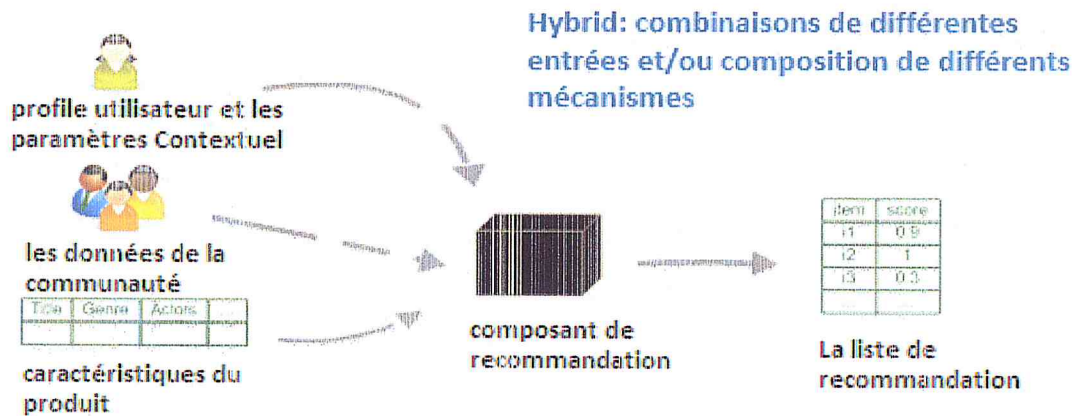 Hybrid: combinaisons de différentes
entrées et/ou composition de différents
mécanismes
profile utilisateur et les
paramètres Contextuel
les données de la
communauté
Title Genre Actors ...
caractéristiques du
produit
composant de
recommandation
item score
i1 0.9
i2 1
i3 0.3
... ...
La liste de
recommandation